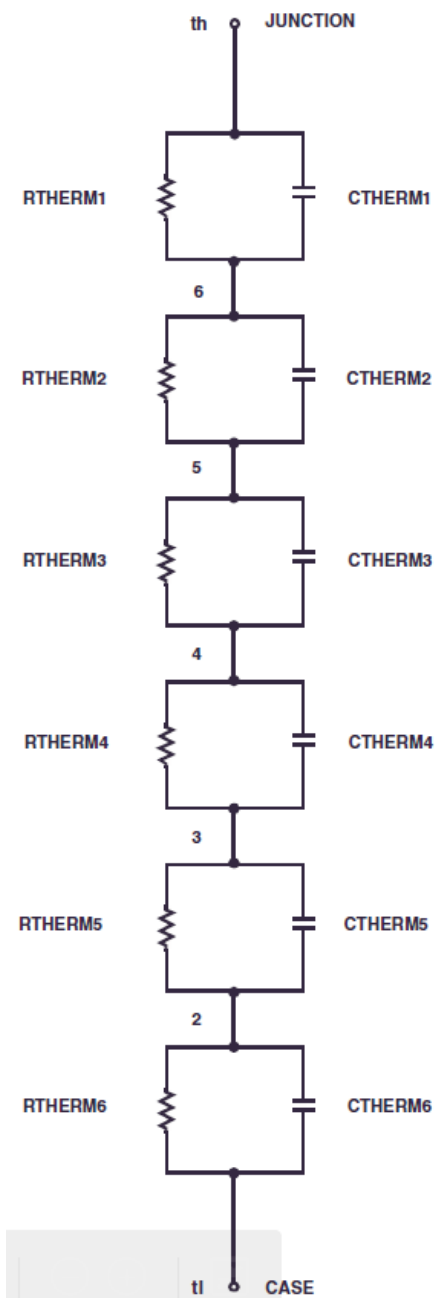 th JUNCTION
RTHERM1 CTHERM1
6
RTHERM2 CTHERM2
5
RTHERM3 CTHERM3
4
RTHERM4 CTHERM4
3
RTHERM5 CTHERM5
2
RTHERM6 CTHERM6
tl CASE